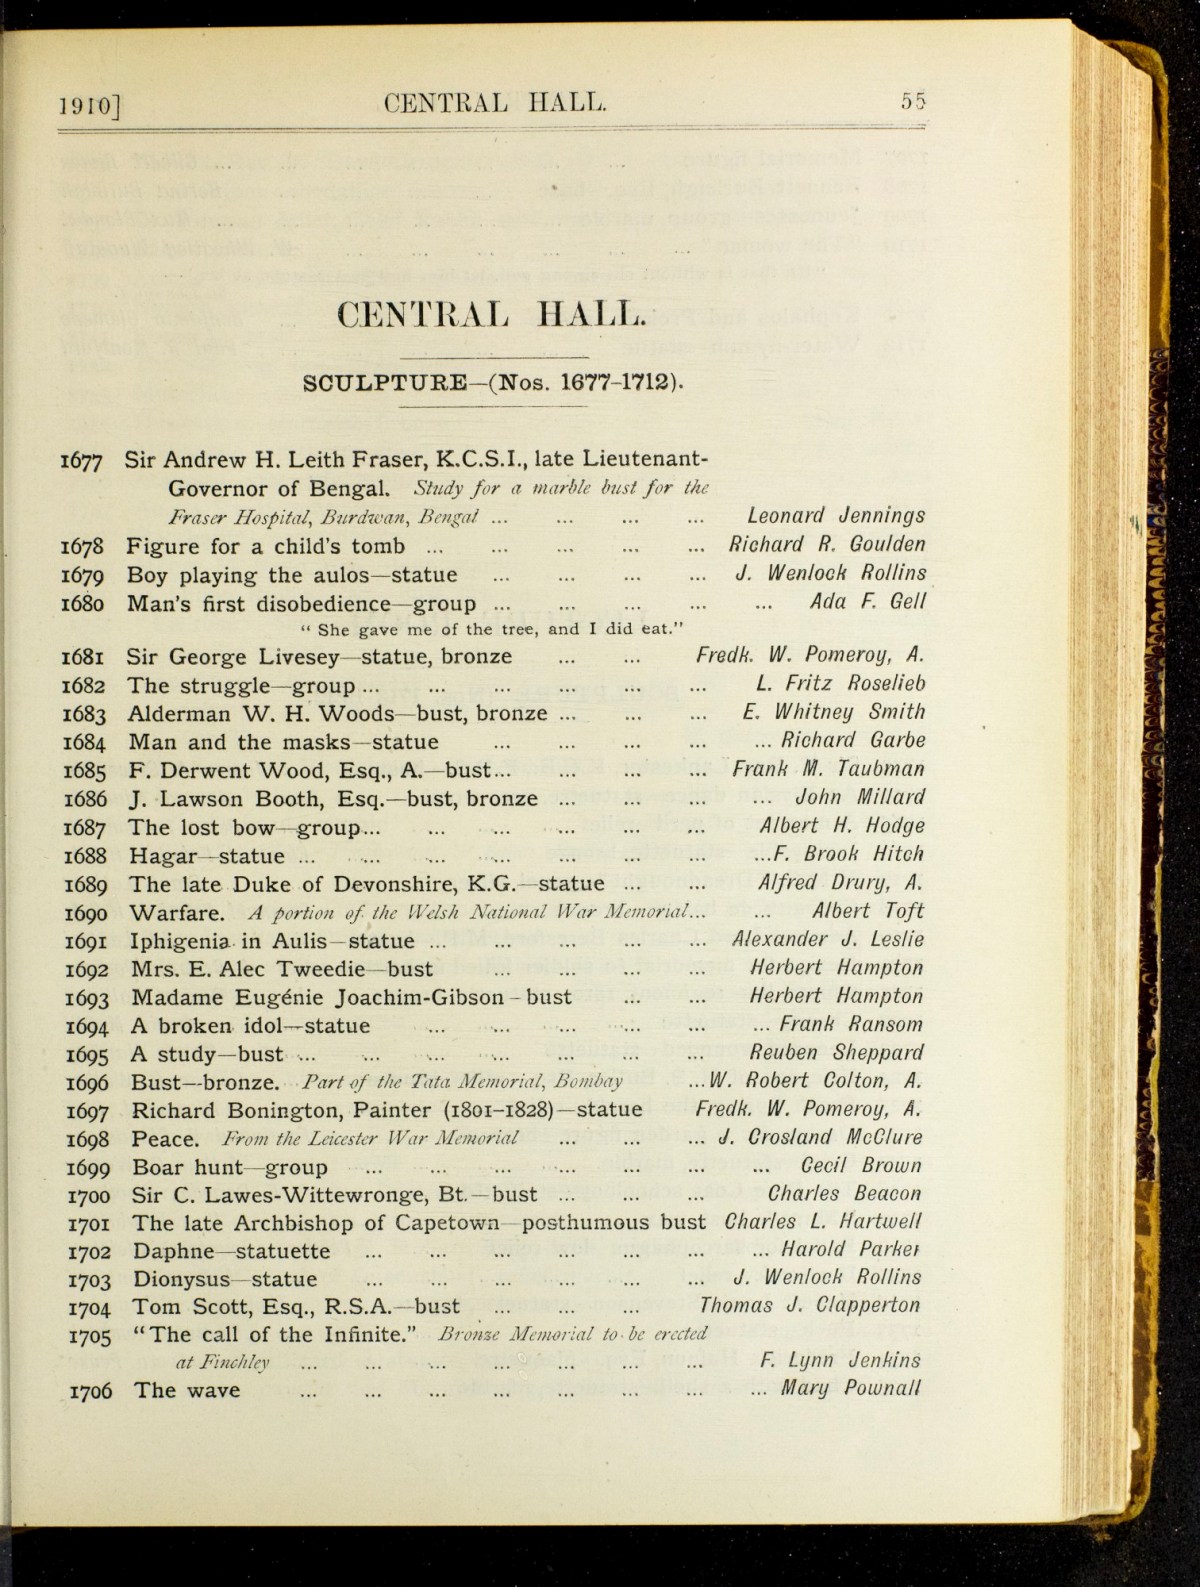 1910] CENTRAL HALL. 55
CENTRAL HALL.
SCULPTURE—(Nos. 1677-1712).
1677 Sir Andrew H. Leith Fraser, K.C.S.I., late Lieutenant-
Governor of Bengal. Study for a marble bust for the
Fraser Hospital, Burdwan, Bengal ... ... ... ... Leonard Jennings
1678 Figure for a child's tomb ... ... ... ... ... Richard R. Goulden
1679 Boy playing the aulos—statue ... ... ... ... J. Wenlock Rollins
1680 Man's first disobedience—group ... ... ... ... ... Ada F. Gell
" She gave me of the tree, and I did eat."
1681 Sir George Livesey—statue, bronze ... ... Fredk. W. Pomeroy, A.
1682 The struggle—group ... ... ... ... ... ... L. Fritz Roselieb
1683 Alderman W. H. Woods—bust, bronze ... ... ... E. Whitney Smith
1684 Man and the masks—statue ... ... ... ... ... Richard Garbe
1685 F. Derwent Wood, Esq., A.—bust... ... ... ... Frank M. Taubman
1686 J. Lawson Booth, Esq.—bust, bronze ... ... ... ... John Millard
1687 The lost bow—group... ... ... ... ... ... Albert H. Hodge
1688 Hagar—statue ... ... ... ... ... ... ... ...F. Brook Hitch
1689 The late Duke of Devonshire, K.G.—statue ... ... Alfred Drury, A.
1690 Warfare. A portion of the Welsh National War Memorial... ... Albert Toft
1691 Iphigenia in Aulis—statue ... ... ... ... ... Alexander J. Leslie
1692 Mrs. E. Alec Tweedie—bust ... ... ... ... Herbert Hampton
1693 Madame Eugénie Joachim-Gibson—bust ... ... Herbert Hampton
1694 A broken idol—statue ... ... ... ... ... ... Frank Ransom
1695 A study—bust ... ... ... ... ... ... ... Reuben Sheppard
1696 Bust—bronze. Part of the Tata Memorial, Bombay ...W. Robert Colton, A.
1697 Richard Bonington, Painter (1801-1828)—statue Fredk. W. Pomeroy, A.
1698 Peace. From the Leicester War Memorial ... ... ... J. Crosland McClure
1699 Boar hunt—group ... ... ... ... ... ... ... Cecil Brown
1700 Sir C. Lawes-Wittewronge, Bt.—bust ... ... ... Charles Beacon
1701 The late Archbishop of Capetown—posthumous bust Charles L. Hartwell
1702 Daphne—statuette ... ... ... ... ... ... ... Harold Parker
1703 Dionysus—statue ... ... ... ... ... ... J. Wenlock Rollins
1704 Tom Scott, Esq., R.S.A.—bust ... ... ... Thomas J. Clapperton
1705 "The call of the Infinite." Bronze Memorial to be erected
at Finchley ... ... ... ... ... ... ... F. Lynn Jenkins
1706 The wave ... ... ... ... ... ... ... ... Mary Pownall